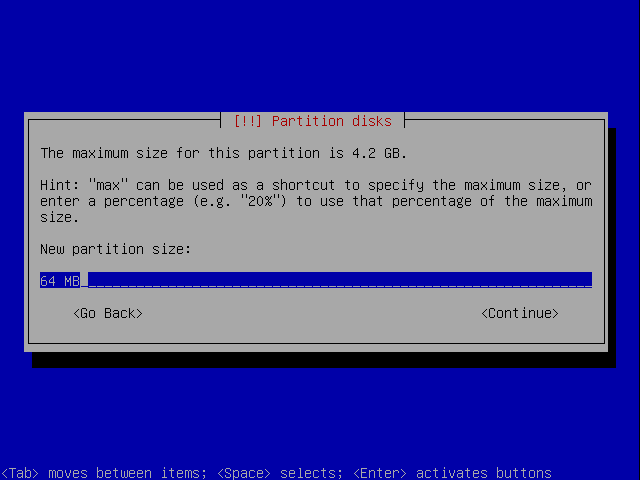 [!!] Partition disks
The maximum size for this partition is 4.2 GB.
Hint: "max" can be used as a shortcut to specify the maximum size, or
enter a percentage (e.g. "20%") to use that percentage of the maximum
size.
New partition size:
64 MB
<Go Back> <Continue>
<Tab> moves between items; <Space> selects; <Enter> activates buttons